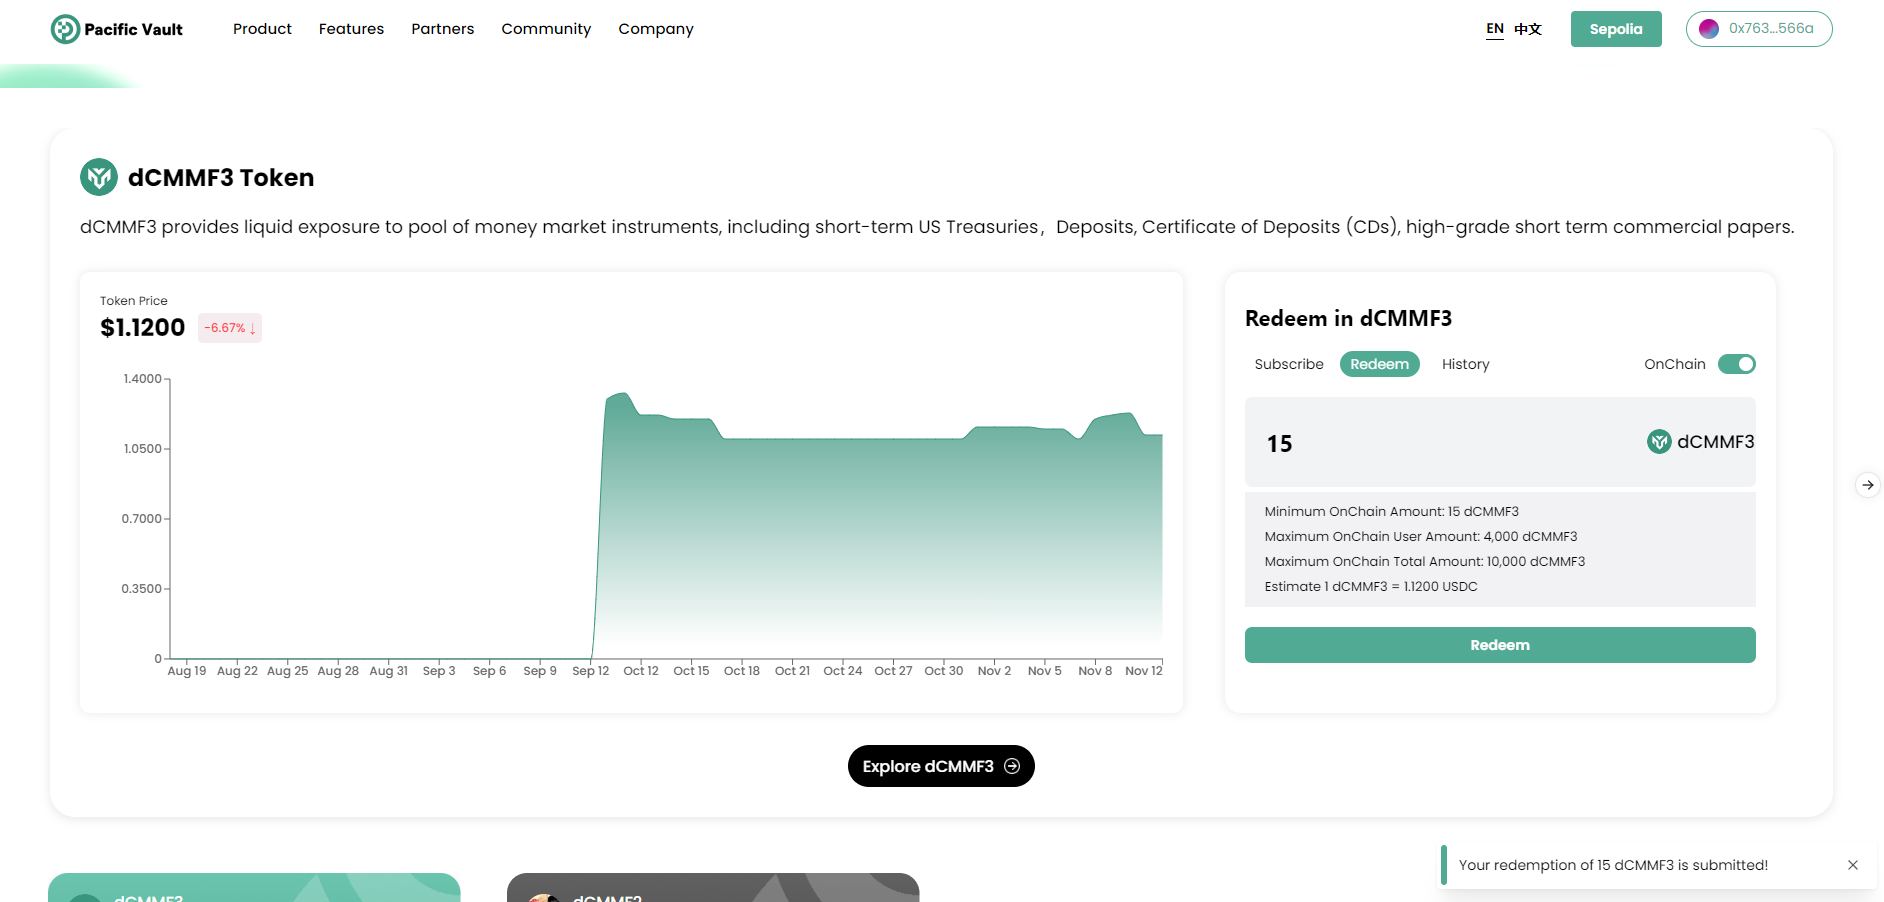 Pacific Vault
Product
Features
Partners
Community
Company
EN 中文
Sepolia
0x763...566a
dCMMF3 Token
dCMMF3 provides liquid exposure to pool of money market instruments, including short-term US Treasuries，Deposits, Certificate of Deposits (CDs), high-grade short term commercial papers.
Token Price
$1.1200 -6.67% ↓
1.4000
1.0500
0.7000
0.3500
0
Aug 19 Aug 22 Aug 25 Aug 28 Aug 31 Sep 3 Sep 6 Sep 9 Sep 12 Oct 12 Oct 15 Oct 18 Oct 21 Oct 24 Oct 27 Oct 30 Nov 2 Nov 5 Nov 8 Nov 12
Redeem in dCMMF3
Subscribe Redeem History OnChain
15 dCMMF3
Minimum OnChain Amount: 15 dCMMF3
Maximum OnChain User Amount: 4,000 dCMMF3
Maximum OnChain Total Amount: 10,000 dCMMF3
Estimate 1 dCMMF3 = 1.1200 USDC
Redeem
Explore dCMMF3
Your redemption of 15 dCMMF3 is submitted!
dCMMF3
dCMMF2